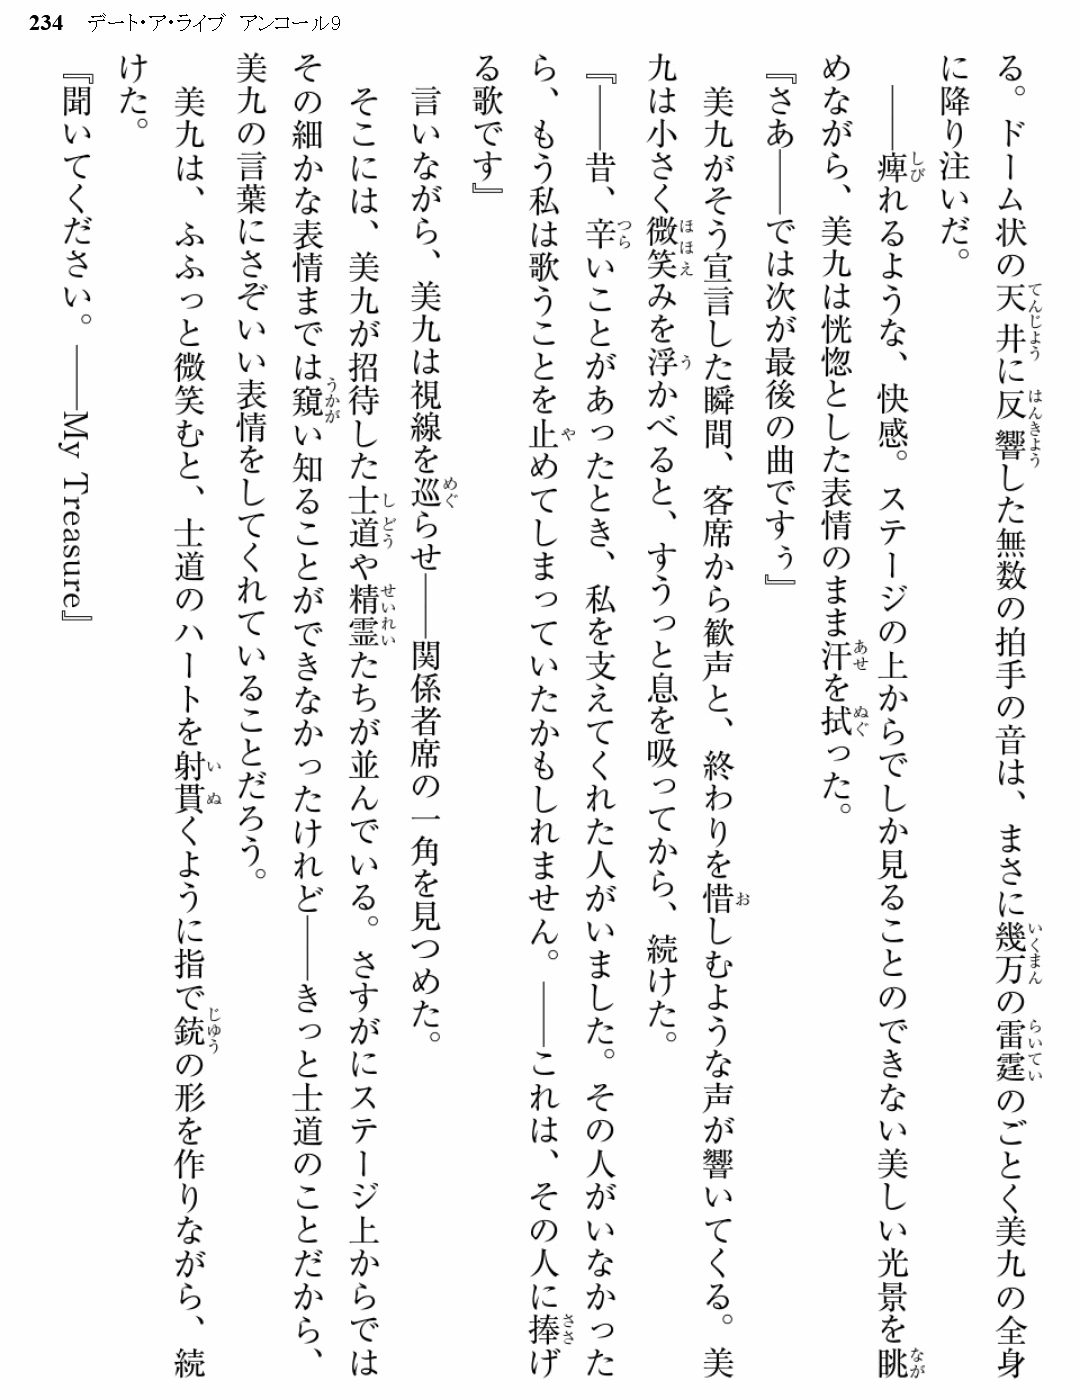 234 デート・ア・ライブ アンコール9
る。ドーム状の天井に反響した無数の拍手の音は、まさに幾万の雷霆のごとく美九の全身
に降り注いだ。
――痺れるような、快感。ステージの上からでしか見ることのできない美しい光景を眺
めながら、美九は恍惚とした表情のまま汗を拭った。
『さあ――では次が最後の曲ですぅ』
美九がそう宣言した瞬間、客席から歓声と、終わりを惜しむような声が響いてくる。美
九は小さく微笑みを浮かべると、すうっと息を吸ってから、続けた。
『――昔、辛いことがあったとき、私を支えてくれた人がいました。その人がいなかった
ら、もう私は歌うことを止めてしまっていたかもしれません。――これは、その人に捧げ
る歌です』
言いながら、美九は視線を巡らせ――関係者席の一角を見つめた。
そこには、美九が招待した士道や精霊たちが並んでいる。さすがにステージ上からでは
その細かな表情までは窺い知ることができなかったけれど――きっと士道のことだから、
美九の言葉にさぞいい表情をしてくれていることだろう。
美九は、ふふっと微笑むと、士道のハートを射貫くように指で銃の形を作りながら、続
けた。
『聞いてください。――My Treasure』